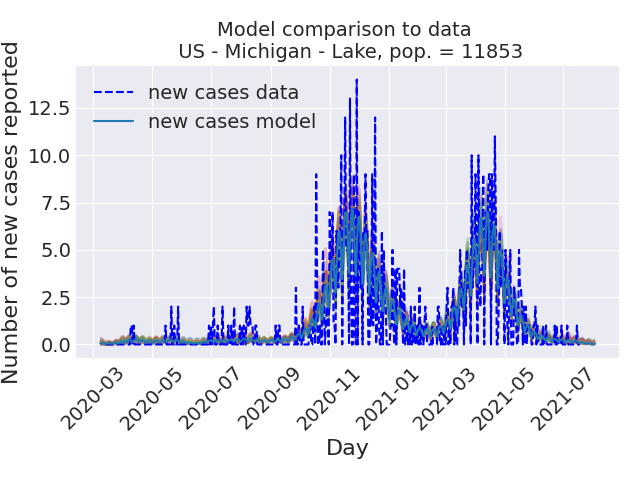 Model comparison to data
US - Michigan - Lake, pop. = 11853
Number of new cases reported
12.5
10.0
7.5
5.0
2.5
0.0
new cases data
new cases model
2020-03
2020-05
2020-07
2020-09
2020-11
2021-01
2021-03
2021-05
2021-07
Day